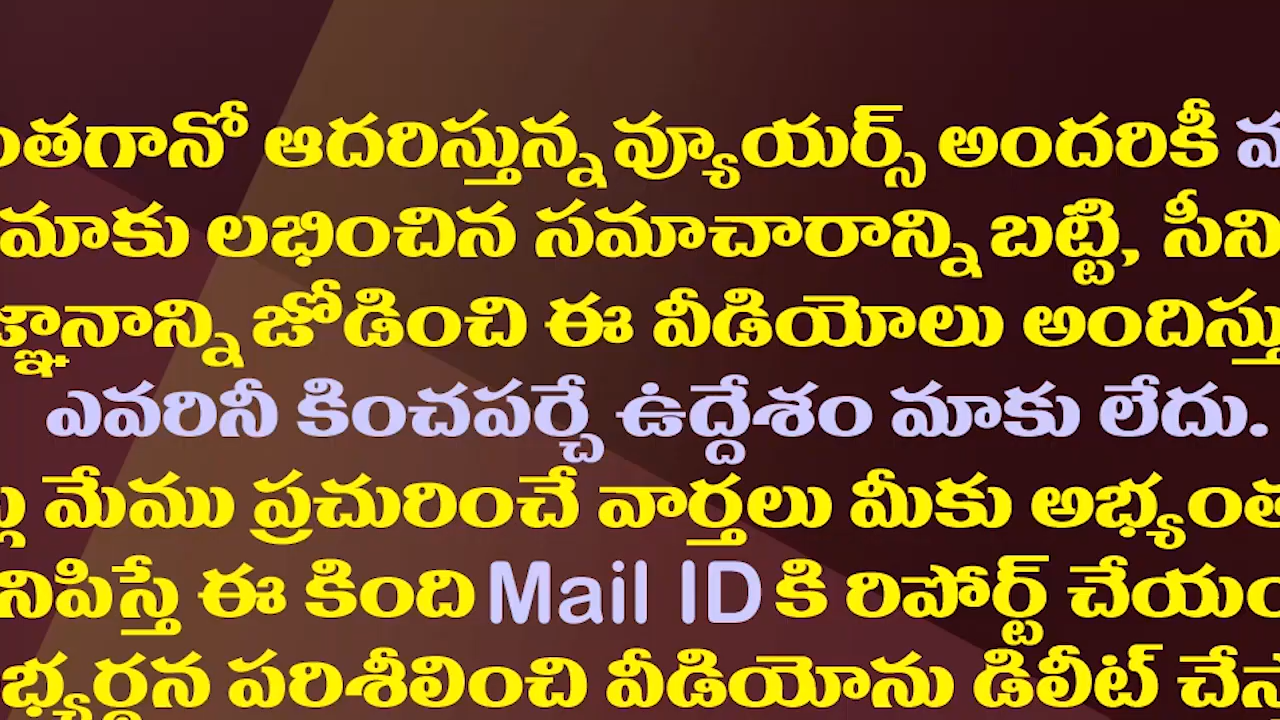 ంతగానో ఆదరిస్తున్న వ్యూయర్స్ అందరికీ
మాకు లభించిన సమాచారాన్ని బట్టి, సీని
జ్ఞానాన్ని జోడించి ఈ వీడియోలు అందిస్తు
ఎవరినీ కించపర్చే ఉద్దేశం మాకు లేదు.
మేము ప్రచురించే వార్తలు మీకు అభ్యంత
నిపిస్తే ఈ కింది Mail ID కి రిపోర్ట్ చేయం
భ్యర్థన పరిశీలించి వీడియోను డిలీట్ చేస